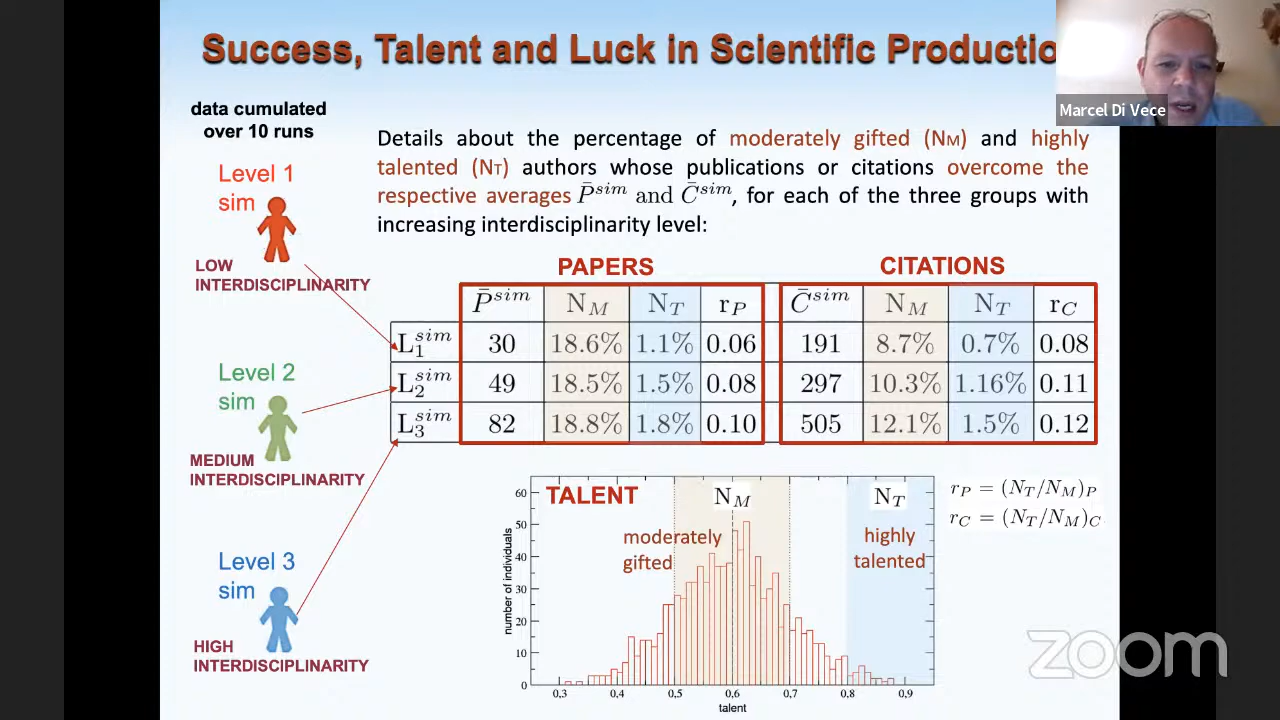 Success, Talent and Luck in Scientific Productio
Marcel Di Vece
data cumulated
over 10 runs
Details about the percentage of moderately gifted (NM) and highly
talented (NT) authors whose publications or citations overcome the
respective averages P̄^sim and C̄^sim, for each of the three groups with
increasing interdisciplinarity level:
Level 1
sim
LOW
INTERDISCIPLINARITY
Level 2
sim
MEDIUM
INTERDISCIPLINARITY
Level 3
sim
HIGH
INTERDISCIPLINARITY
PAPERS CITATIONS
P̄^sim N_M N_T r_P C̄^sim N_M N_T r_C
L_1^sim 30 18.6% 1.1% 0.06 191 8.7% 0.7% 0.08
L_2^sim 49 18.5% 1.5% 0.08 297 10.3% 1.16% 0.11
L_3^sim 82 18.8% 1.8% 0.10 505 12.1% 1.5% 0.12
TALENT N_M N_T
moderately
gifted
highly
talented
number of individuals
60
50
40
30
20
10
0
0,3 0,4 0,5 0,6 0,7 0,8 0,9
talent
r_P = (N_T/N_M)_P
r_C = (N_T/N_M)_C
zoom